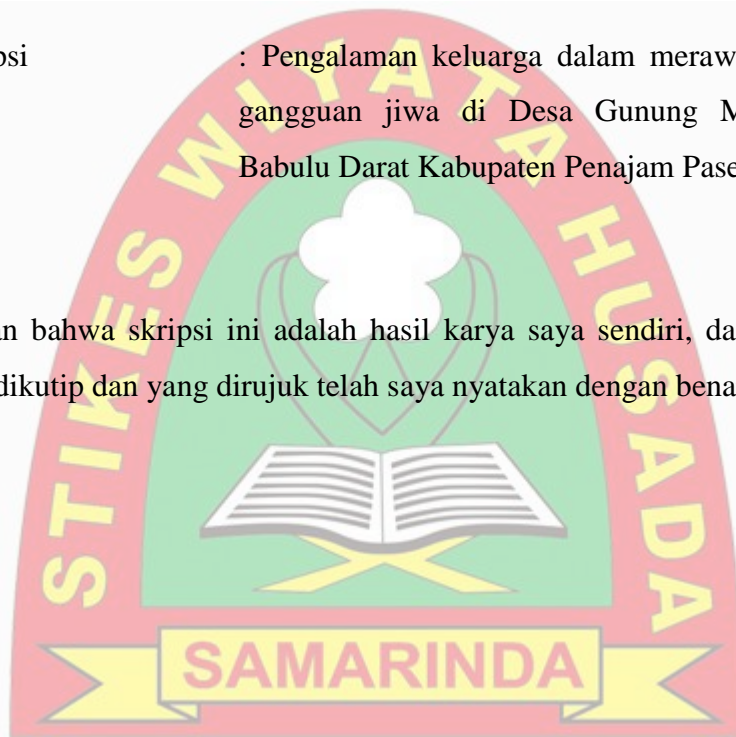 psi : Pengalaman keluarga dalam meraw
gangguan jiwa di Desa Gunung M
Babulu Darat Kabupaten Penajam Pase
an bahwa skripsi ini adalah hasil karya saya sendiri, da
dikutip dan yang dirujuk telah saya nyatakan dengan bena
STIKES WIYATA HUSADA
SAMARINDA